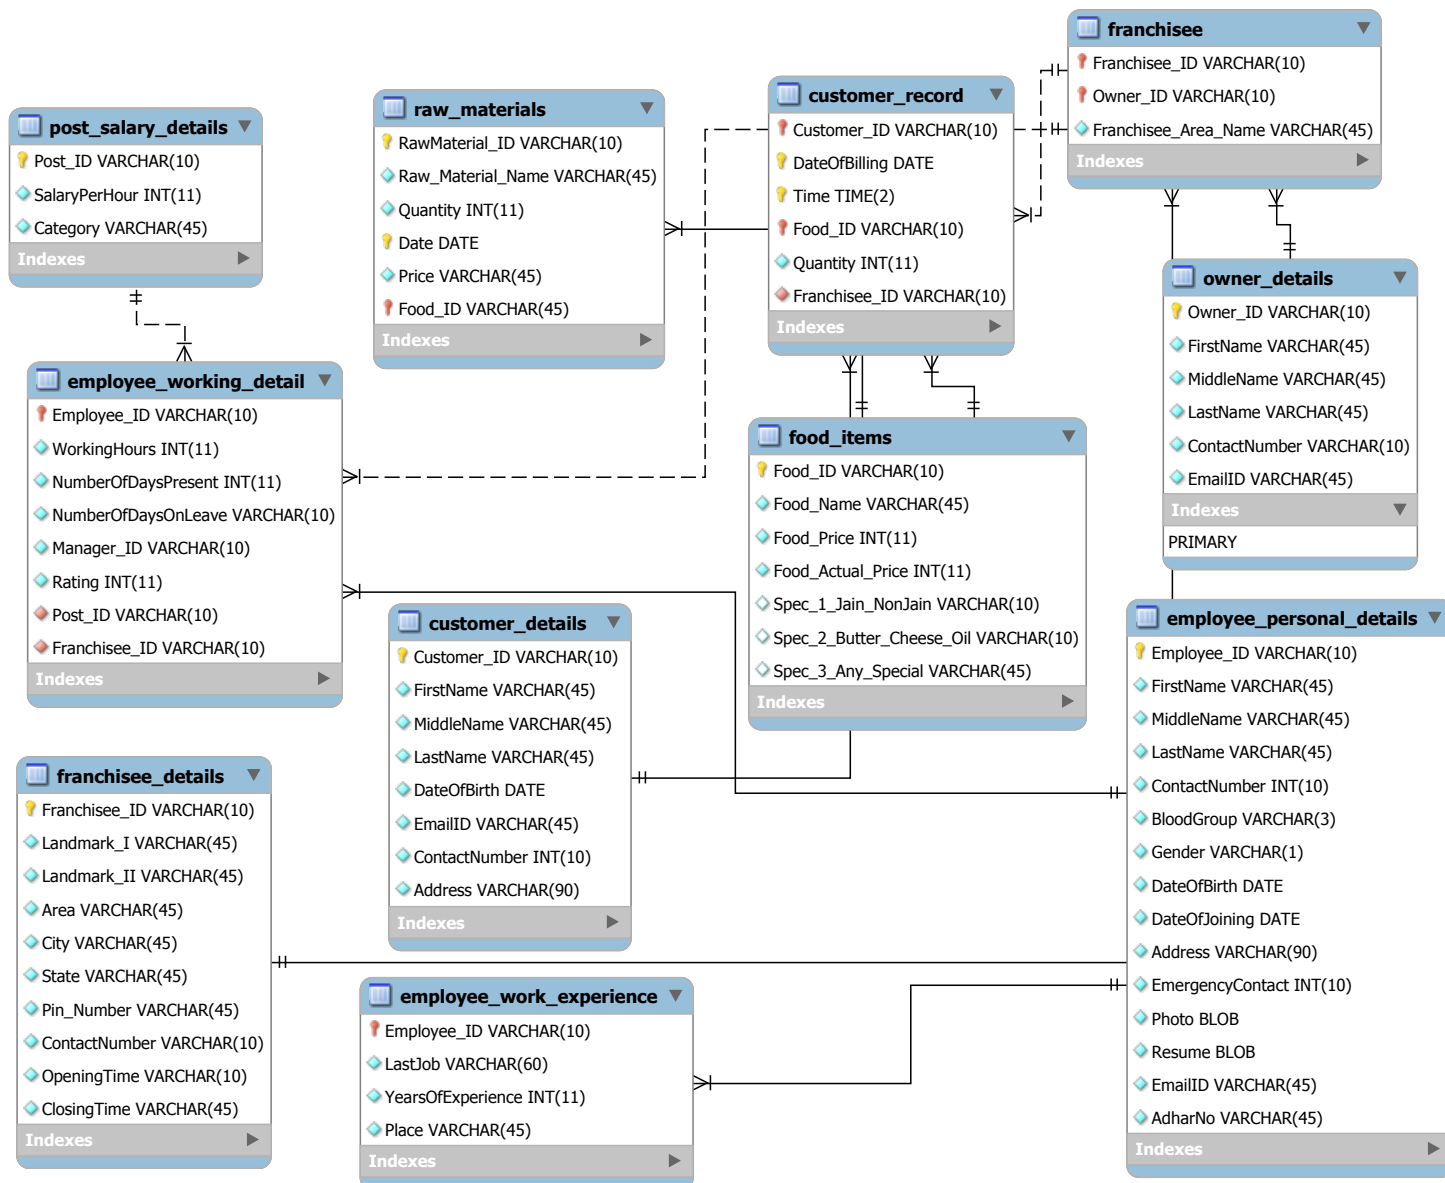 post_salary_details
Post_ID VARCHAR(10)
SalaryPerHour INT(11)
Category VARCHAR(45)
Indexes
raw_materials
RawMaterial_ID VARCHAR(10)
Raw_Material_Name VARCHAR(45)
Quantity INT(11)
Date DATE
Price VARCHAR(45)
Food_ID VARCHAR(45)
Indexes
customer_record
Customer_ID VARCHAR(10)
DateOfBilling DATE
Time TIME(2)
Food_ID VARCHAR(10)
Quantity INT(11)
Franchisee_ID VARCHAR(10)
Indexes
franchisee
Franchisee_ID VARCHAR(10)
Owner_ID VARCHAR(10)
Franchisee_Area_Name VARCHAR(45)
Indexes
owner_details
Owner_ID VARCHAR(10)
FirstName VARCHAR(45)
MiddleName VARCHAR(45)
LastName VARCHAR(45)
ContactNumber VARCHAR(10)
EmailID VARCHAR(45)
Indexes
PRIMARY
employee_working_detail
Employee_ID VARCHAR(10)
WorkingHours INT(11)
NumberOfDaysPresent INT(11)
NumberOfDaysOnLeave VARCHAR(10)
Manager_ID VARCHAR(10)
Rating INT(11)
Post_ID VARCHAR(10)
Franchisee_ID VARCHAR(10)
Indexes
food_items
Food_ID VARCHAR(10)
Food_Name VARCHAR(45)
Food_Price INT(11)
Food_Actual_Price INT(11)
Spec_1_Jain_NonJain VARCHAR(10)
Spec_2_Butter_Cheese_Oil VARCHAR(10)
Spec_3_Any_Special VARCHAR(45)
Indexes
customer_details
Customer_ID VARCHAR(10)
FirstName VARCHAR(45)
MiddleName VARCHAR(45)
LastName VARCHAR(45)
DateOfBirth DATE
EmailID VARCHAR(45)
ContactNumber INT(10)
Address VARCHAR(90)
Indexes
employee_personal_details
Employee_ID VARCHAR(10)
FirstName VARCHAR(45)
MiddleName VARCHAR(45)
LastName VARCHAR(45)
ContactNumber INT(10)
BloodGroup VARCHAR(3)
Gender VARCHAR(1)
DateOfBirth DATE
DateOfJoining DATE
Address VARCHAR(90)
EmergencyContact INT(10)
Photo BLOB
Resume BLOB
EmailID VARCHAR(45)
AdharNo VARCHAR(45)
Indexes
franchisee_details
Franchisee_ID VARCHAR(10)
Landmark_I VARCHAR(45)
Landmark_II VARCHAR(45)
Area VARCHAR(45)
City VARCHAR(45)
State VARCHAR(45)
Pin_Number VARCHAR(45)
ContactNumber VARCHAR(10)
OpeningTime VARCHAR(10)
ClosingTime VARCHAR(45)
Indexes
employee_work_experience
Employee_ID VARCHAR(10)
LastJob VARCHAR(60)
YearsOfExperience INT(11)
Place VARCHAR(45)
Indexes